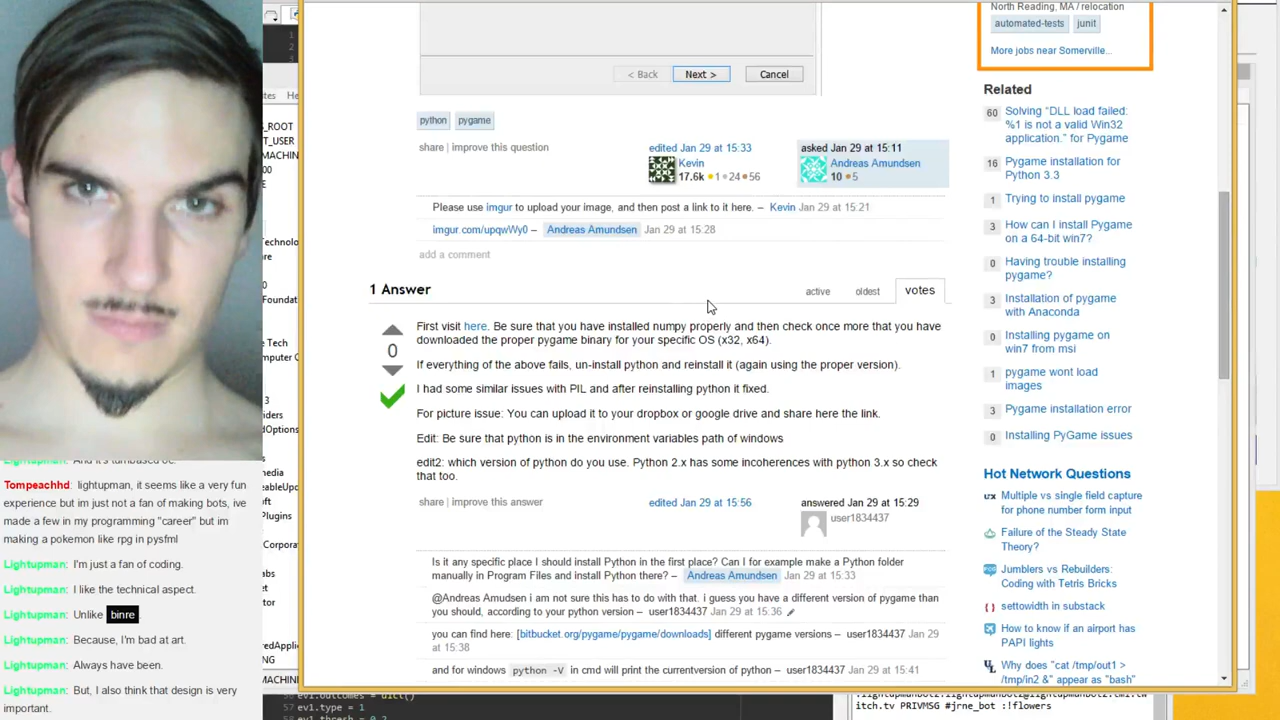 North Reading, MA / relocation
automated-tests junit
More jobs near Somerville...
< Back Next > Cancel
python pygame
share | improve this question
edited Jan 29 at 15:33
Kevin
17.6k 1 24 56
asked Jan 29 at 15:11
Andreas Amundsen
10 5
Please use imgur to upload your image, and then post a link to it here. – Kevin Jan 29 at 15:21
imgur.com/upqwWy0 – Andreas Amundsen Jan 29 at 15:28
add a comment
1 Answer
active oldest votes
0
First visit here. Be sure that you have installed numpy properly and then check once more that you have
downloaded the proper pygame binary for your specific OS (x32, x64).
If everything of the above fails, un-install python and reinstall it (again using the proper version).
I had some similar issues with PIL and after reinstalling python it fixed.
For picture issue: You can upload it to your dropbox or google drive and share here the link.
Edit: Be sure that python is in the environment variables path of windows
edit2: which version of python do you use. Python 2.x has some incoherences with python 3.x so check
that too.
share | improve this answer
edited Jan 29 at 15:56
answered Jan 29 at 15:29
user1834437
Is it any specific place I should install Python in the first place? Can I for example make a Python folder
manually in Program Files and install Python there? – Andreas Amundsen Jan 29 at 15:33
@Andreas Amudsen i am not sure this has to do with that. i guess you have a different version of pygame than
you should, according to your python version – user1834437 Jan 29 at 15:36
you can find here: [bitbucket.org/pygame/pygame/downloads] different pygame versions – user1834437 Jan 29
at 15:38
and for windows python -V in cmd will print the currentversion of python – user1834437 Jan 29 at 15:41
Related
60 Solving “DLL load failed:
%1 is not a valid Win32
application.” for Pygame
16 Pygame installation for
Python 3.3
1 Trying to install pygame
3 How can I install Pygame
on a 64-bit win7?
0 Having trouble installing
pygame?
3 Installation of pygame
with Anaconda
0 Installing pygame on
win7 from msi
1 pygame wont load
images
3 Pygame installation error
0 Installing PyGame issues
Hot Network Questions
Multiple vs single field capture
for phone number form input
Failure of the Steady State
Theory?
Jumblers vs Rebuilders:
Coding with Tetris Bricks
settowidth in substack
How to know if an airport has
PAPI lights
Why does "cat /tmp/out1 >
/tmp/in2 &" appear as "bash"
Lightupman: And it's turnbased oc.
Tompeachhd: lightupman, it seems like a very fun
experience but im just not a fan of making bots, ive
made a few in my programming "career" but im
making a pokemon like rpg in pysfml
Lightupman: I'm just a fan of coding.
Lightupman: I like the technical aspect.
Lightupman: Unlike binre
Lightupman: Because, I'm bad at art.
Lightupman: Always have been.
Lightupman: But, I also think that design is very
important.
57 ev1.type = 1
itch.tv PRIVMSG #jrne_bot :!flowers